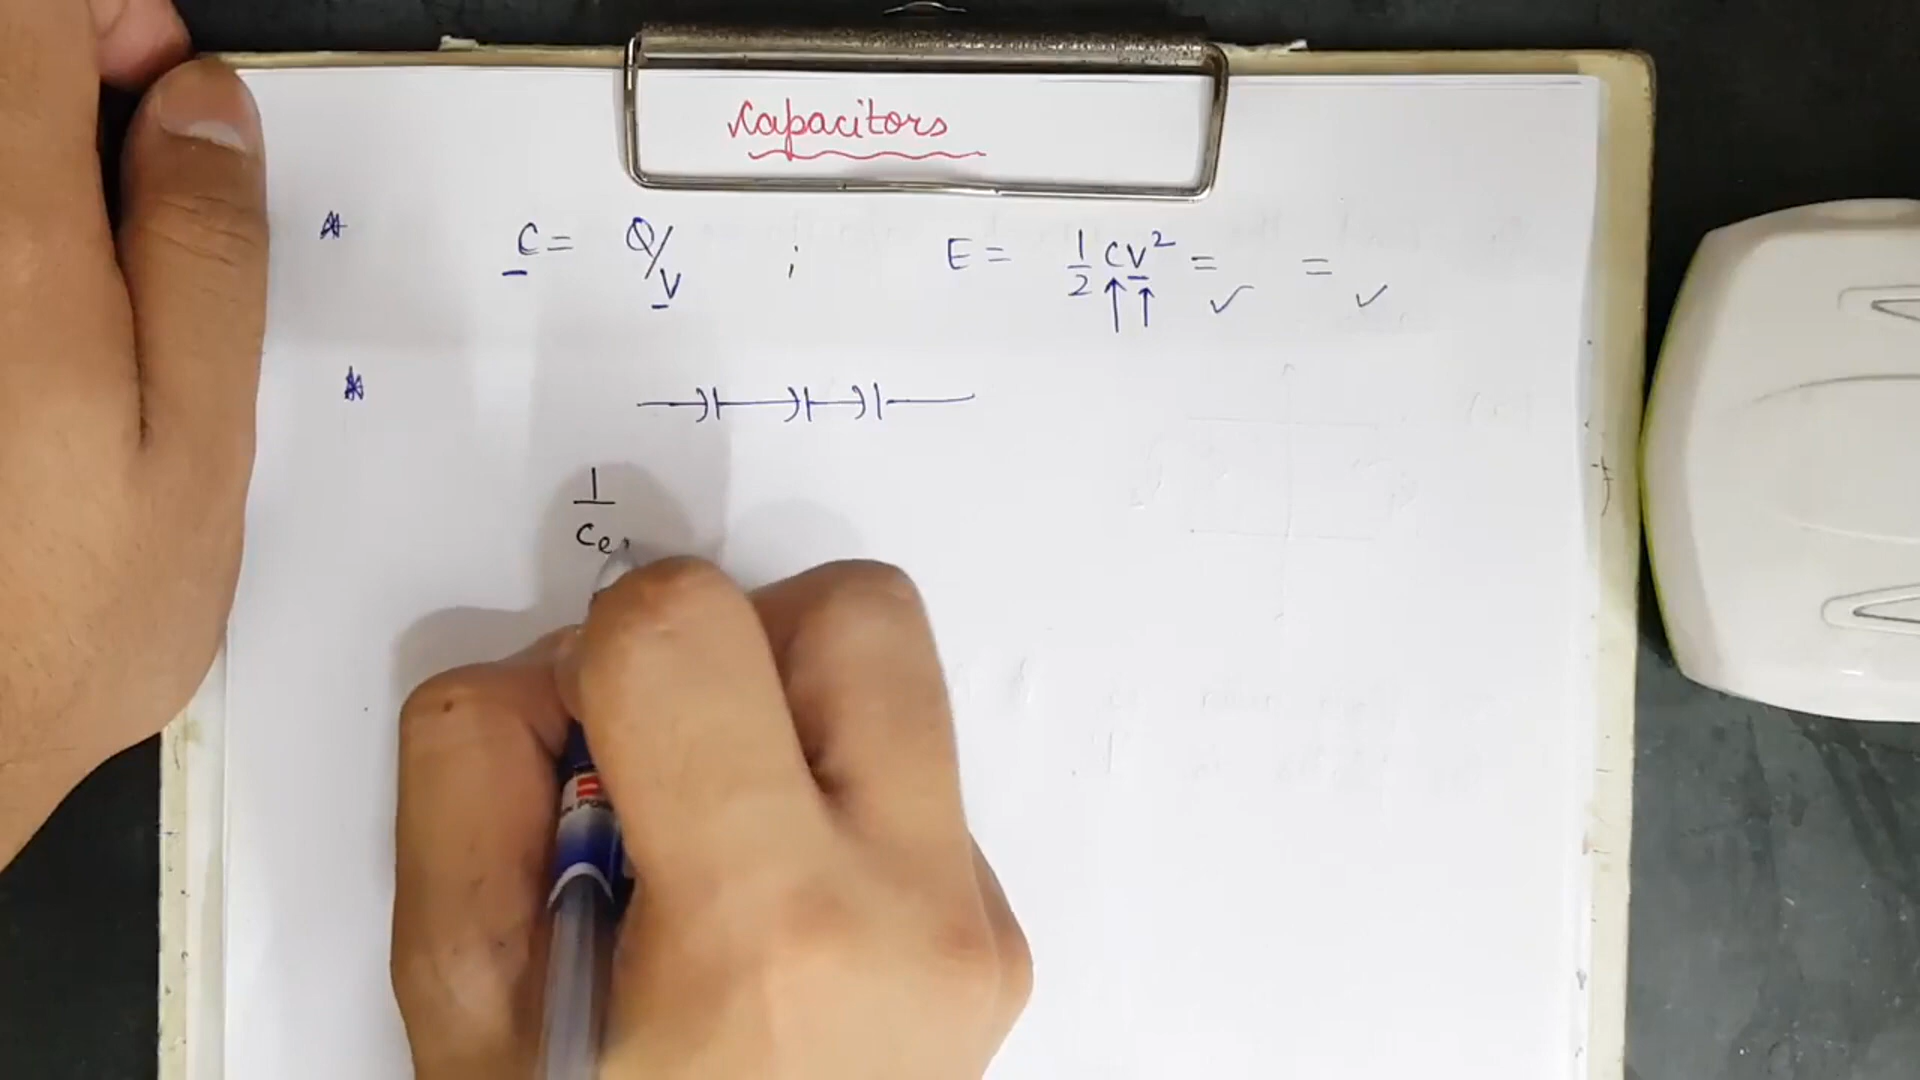 Capacitors
* C = Q/V ; E = 1/2 CV² = ✓ = ✓
*
1/Ce